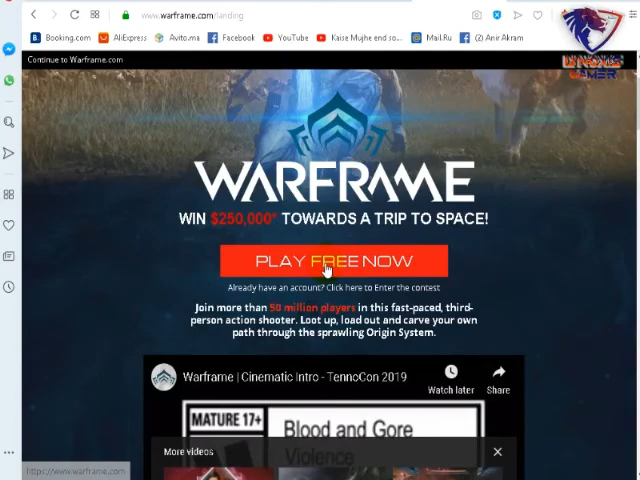 www.warframe.com/landing
Booking.com AliExpress Avito.ma Facebook YouTube Kaise Mujhe end so... Mail.Ru (2) Anir Akram
Continue to Warframe.com
GAMER
WARFRAME
WIN $250,000* TOWARDS A TRIP TO SPACE!
PLAY FREE NOW
Already have an account? Click here to Enter the contest
Join more than 50 million players in this fast-paced, third-
person action shooter. Loot up, load out and carve your own
path through the sprawling Origin System.
Warframe | Cinematic Intro - TennoCon 2019
Watch later Share
MATURE 17+
Blood and Gore
Violence
More videos
https://www.warframe.com